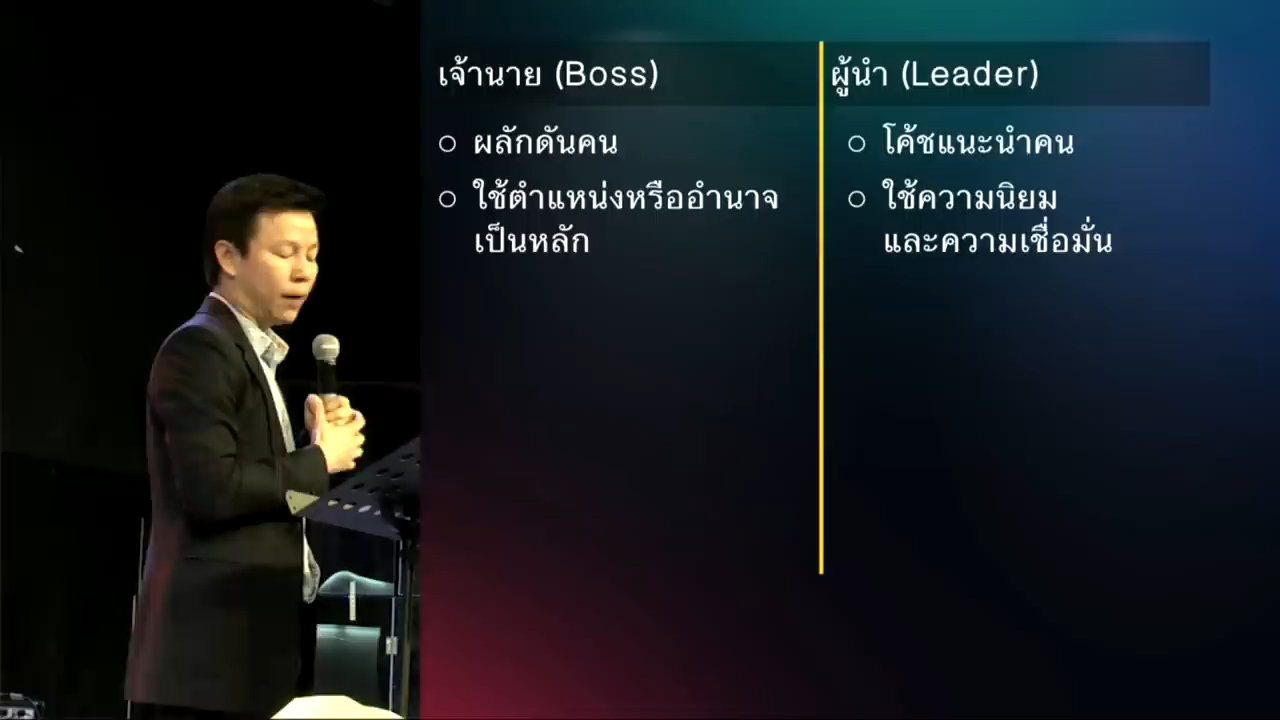 เจ้านาย (Boss)
ผลักดันคน
ใช้ตำแหน่งหรืออำนาจ
เป็นหลัก
ผู้นำ (Leader)
โค้ชแนะนำคน
ใช้ความนิยม
และความเชื่อมั่น